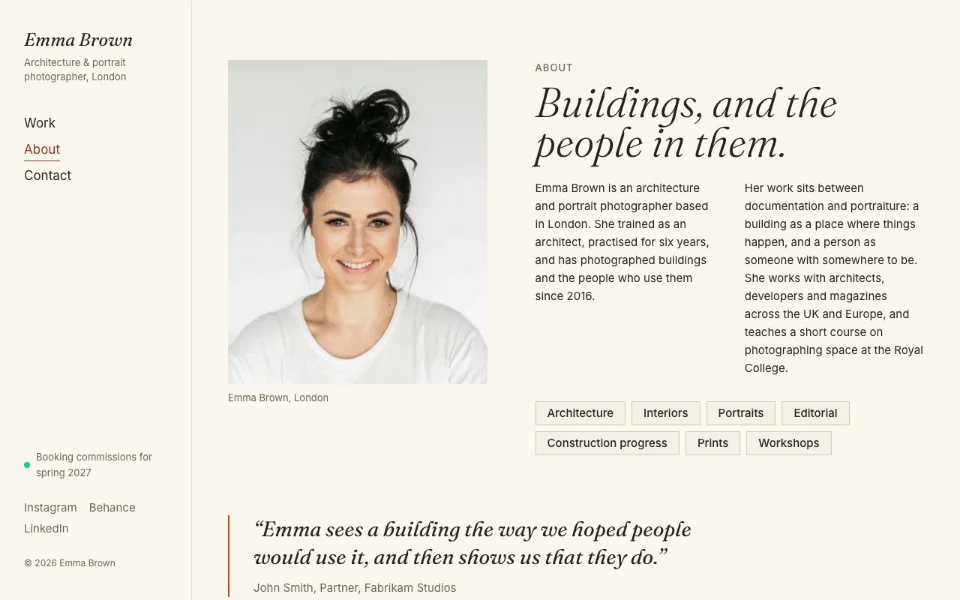 Emma Brown
Architecture & portrait
photographer, London
Work
About
Contact
Booking commissions for
spring 2027
Instagram Behance
LinkedIn
© 2026 Emma Brown
Emma Brown, London
ABOUT
Buildings, and the
people in them.
Emma Brown is an architecture
and portrait photographer based
in London. She trained as an
architect, practised for six years,
and has photographed buildings
and the people who use them
since 2016.
Her work sits between
documentation and portraiture: a
building as a place where things
happen, and a person as
someone with somewhere to be.
She works with architects,
developers and magazines
across the UK and Europe, and
teaches a short course on
photographing space at the Royal
College.
Architecture Interiors Portraits Editorial
Construction progress Prints Workshops
“Emma sees a building the way we hoped people
would use it, and then shows us that they do.”
John Smith, Partner, Fabrikam Studios